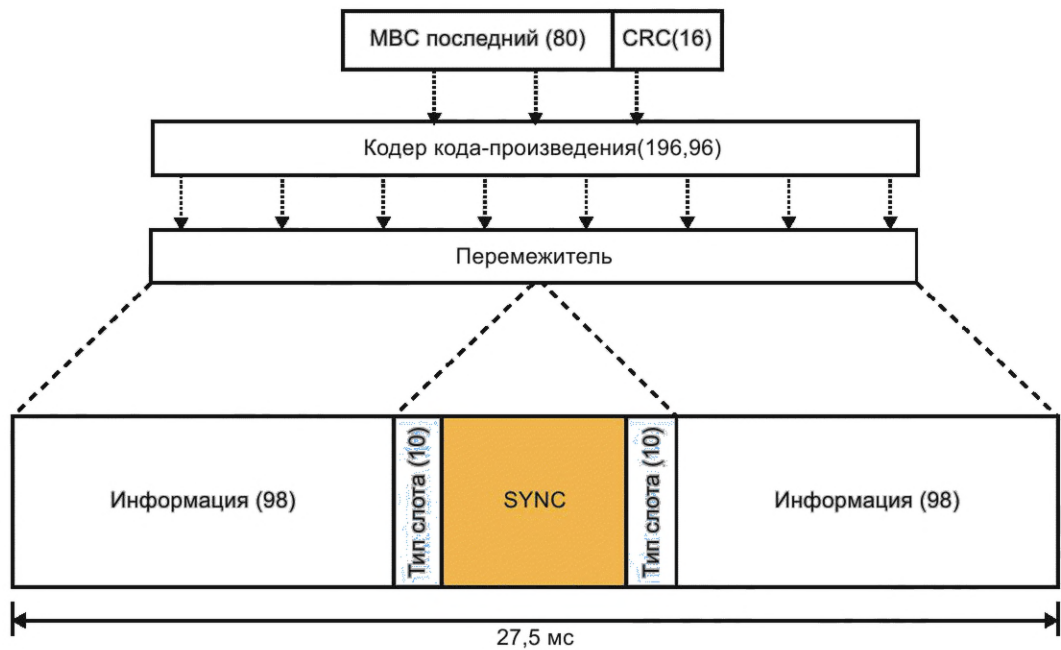 МВС последний (80)
CRC(16)
Кодер кода-произведения(196,96)
Перемежитель
Информация (98)
Тип слота (10)
SYNC
Тип слота (10)
Информация (98)
27,5 мс